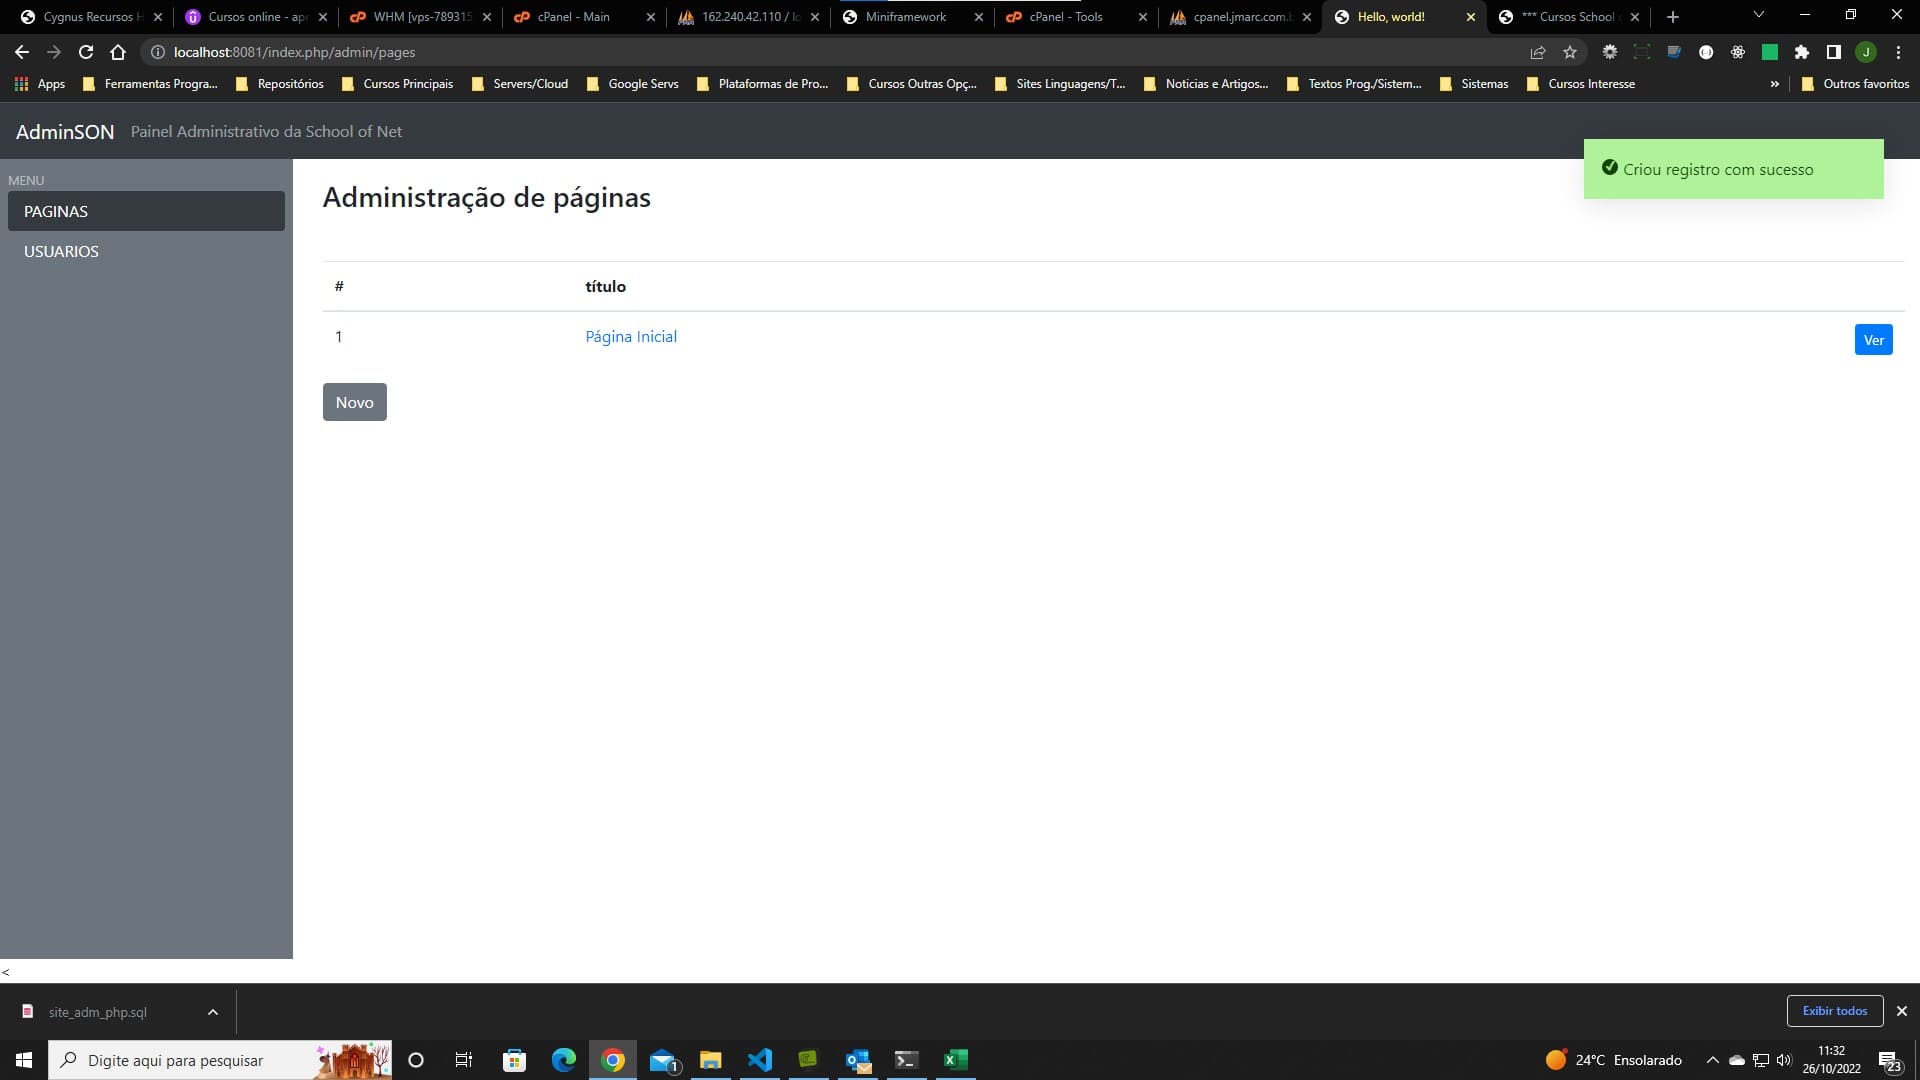 Cygnus Recursos H
Cursos online - apr
WHM [vps-789315
cPanel - Main
162.240.42.110 / lo
Miniframework
cPanel - Tools
cpanel.jmarc.com.b
Hello, world!
*** Cursos School
localhost:8081/index.php/admin/pages
J
Apps
Ferramentas Progra...
Repositórios
Cursos Principais
Servers/Cloud
Google Servs
Plataformas de Pro...
Cursos Outras Opç...
Sites Linguagens/T...
Noticias e Artigos...
Textos Prog./Sistem...
Sistemas
Cursos Interesse
»
Outros favoritos
AdminSON Painel Administrativo da School of Net
Criou registro com sucesso
MENU
PAGINAS
USUARIOS
Administração de páginas
# título
1 Página Inicial Ver
Novo
<
site_adm_php.sql
Exibir todos
Digite aqui para pesquisar
1
24°C Ensolarado
11:32
26/10/2022
23